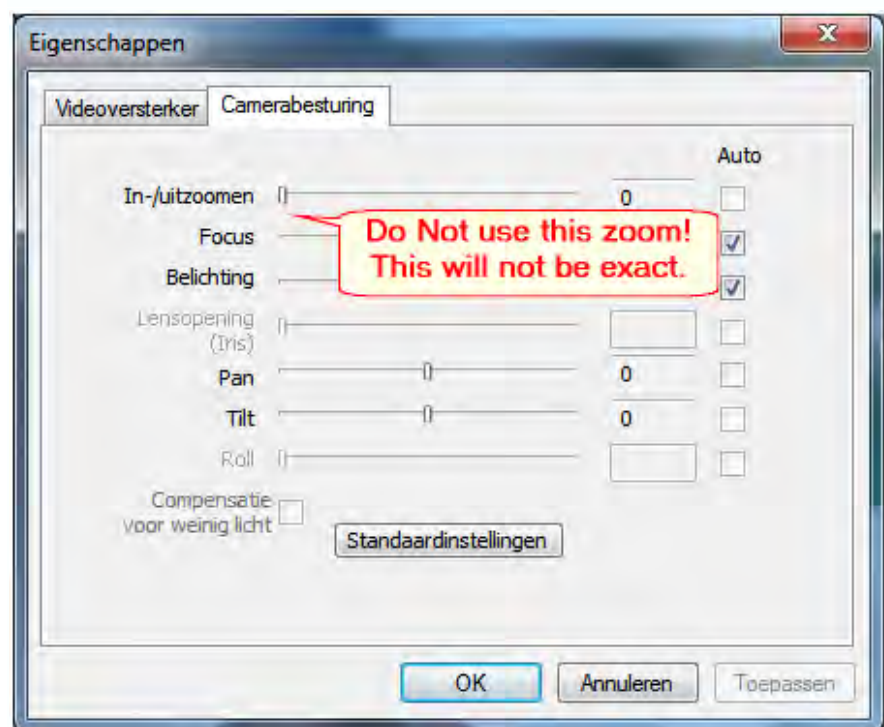 Eigenschappen
x
Videoversterker Camerabesturing
Auto
In-/uitzoomen 0
Do Not use this zoom!
This will not be exact.
Focus
Belichting
Lensopening
(Iris)
Pan 0
Tilt 0
Roll
Compensatie
voor weinig licht
Standaardinstellingen
OK Annuleren Toepassen